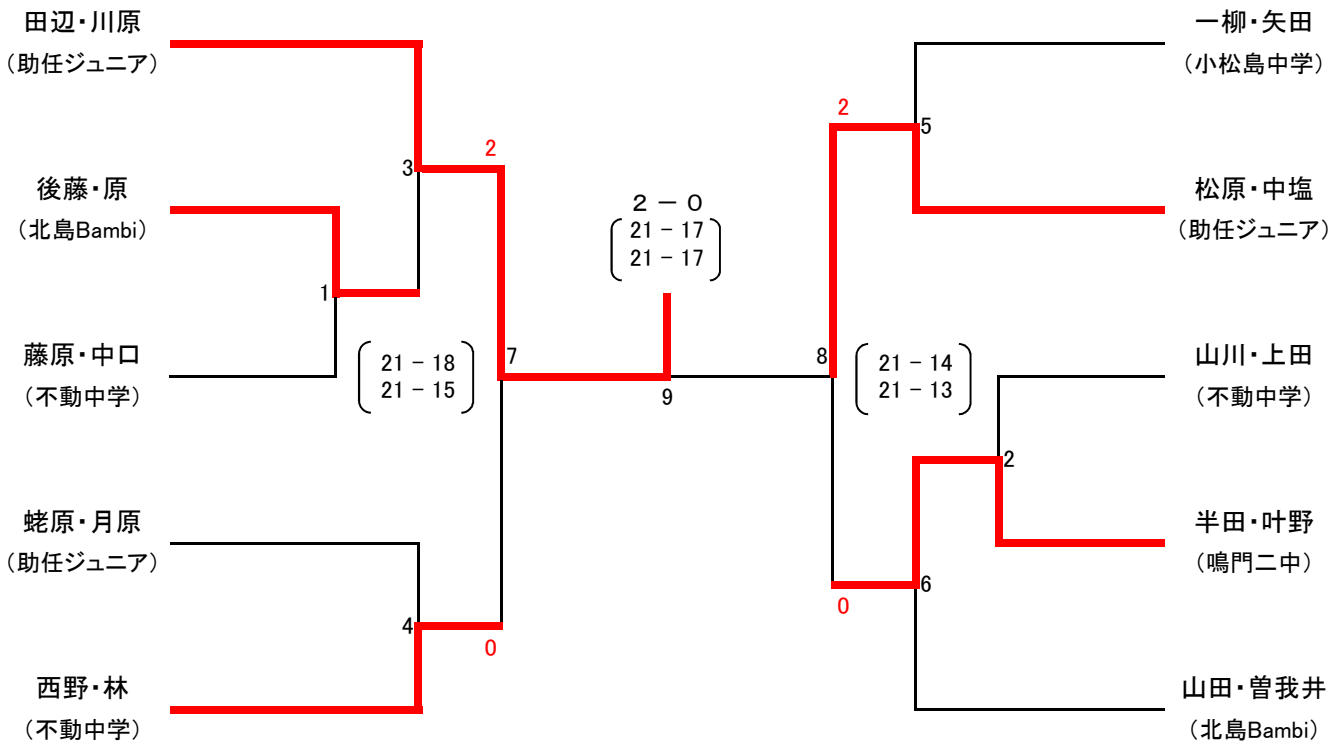 田辺・川原
(助任ジュニア)
後藤・原
(北島Bambi)
藤原・中口
(不動中学)
蛯原・月原
(助任ジュニア)
西野・林
(不動中学)
1
3
4
2
0
21 － 18
21 － 15
7
2 － 0
21 － 17
21 － 17
9
8
21 － 14
21 － 13
2
0
5
2
6
一柳・矢田
(小松島中学)
松原・中塩
(助任ジュニア)
山川・上田
(不動中学)
半田・叶野
(鳴門二中)
山田・曽我井
(北島Bambi)